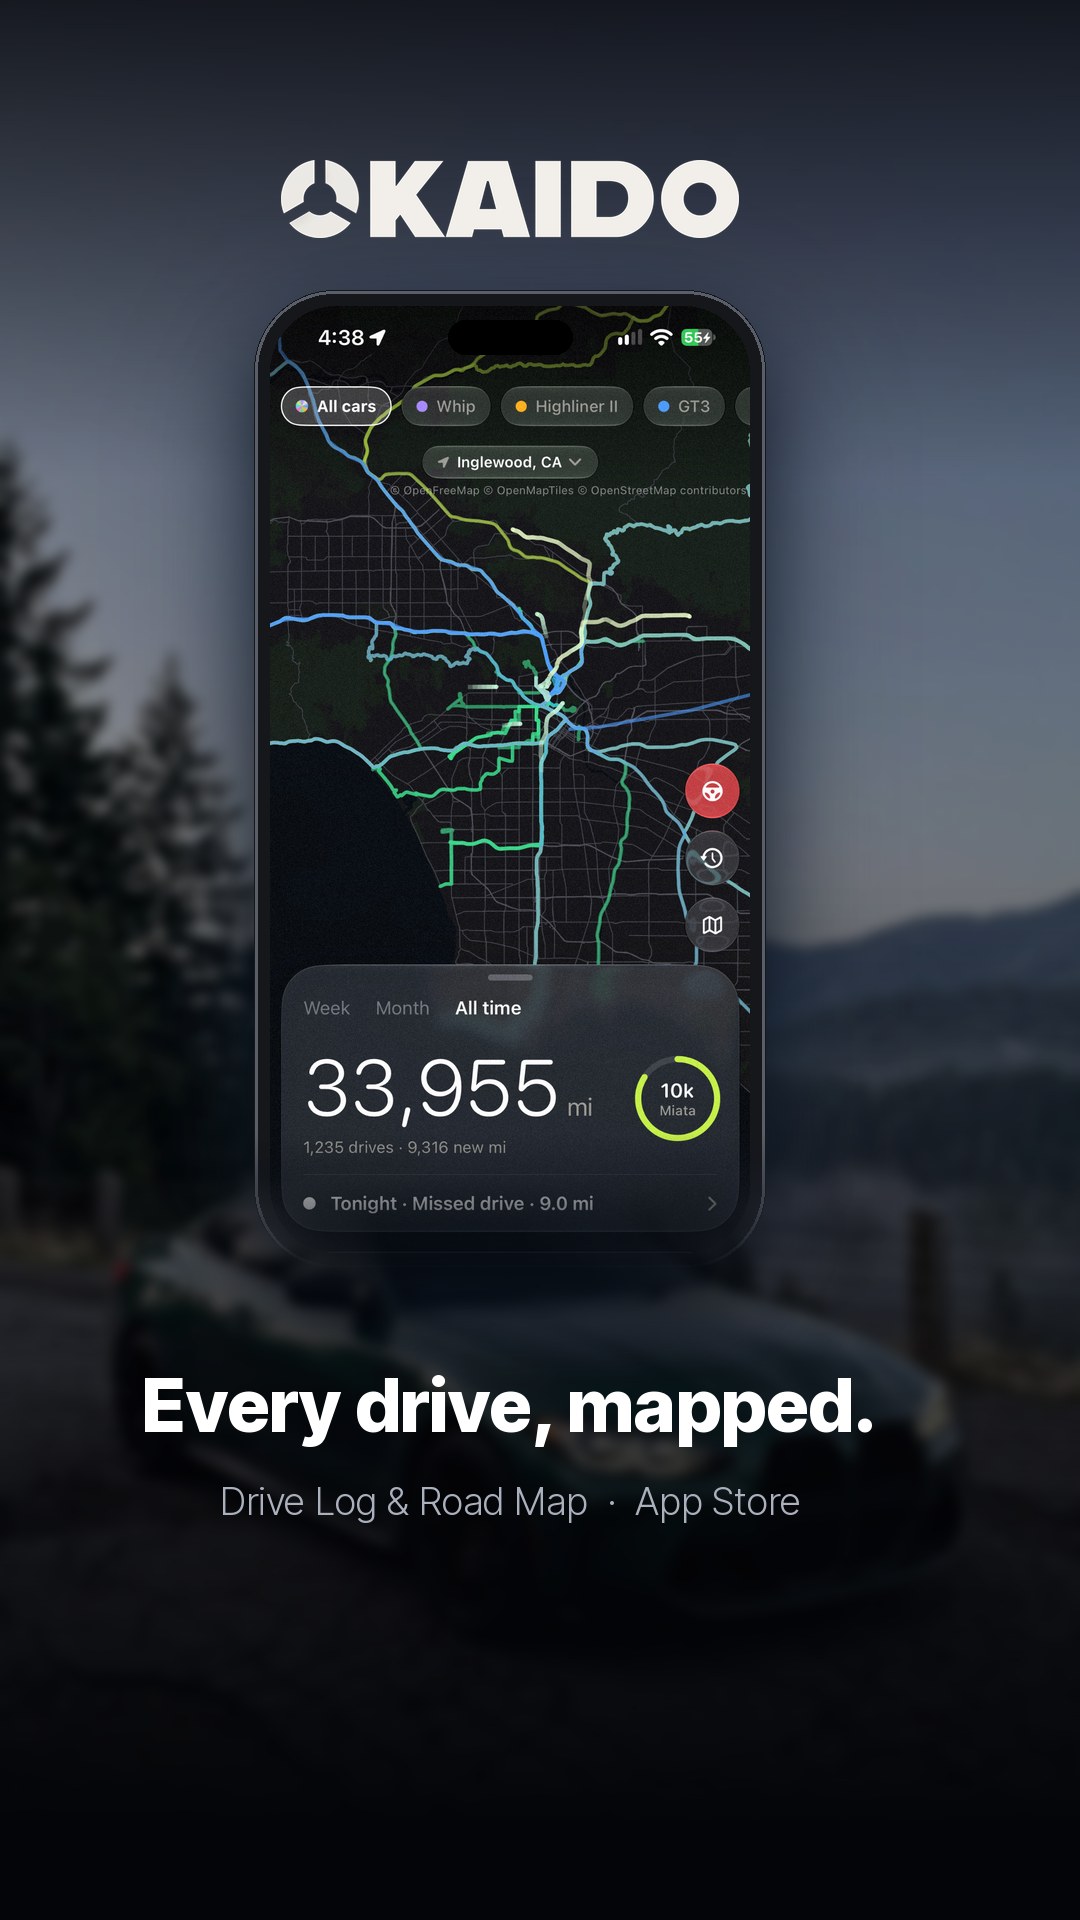 KAIDO
4:38
55
All cars
Whip
Highliner II
GT3
Inglewood, CA
© OpenFreeMap © OpenMapTiles © OpenStreetMap contributors
Week
Month
All time
33,955 mi
10k
Miata
1,235 drives · 9,316 new mi
Tonight · Missed drive · 9.0 mi
Every drive, mapped.
Drive Log & Road Map · App Store